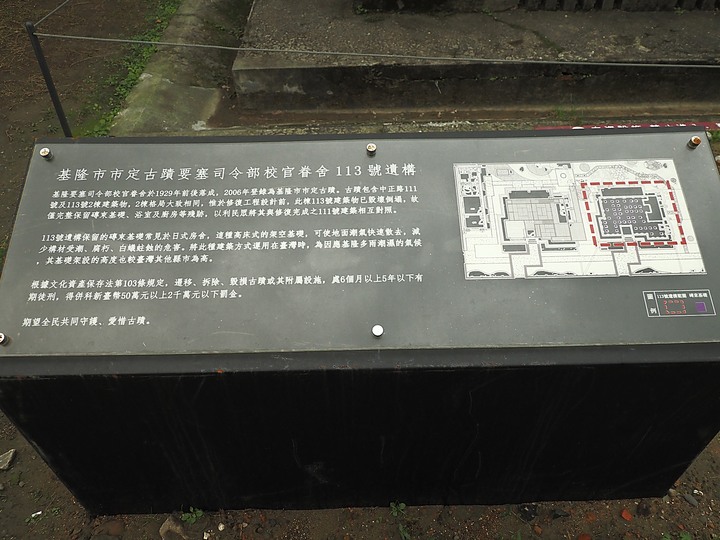 基隆市市定古蹟要塞司令部校官眷舍113號遺構
基隆要塞司令部校官眷舍於1929年前後落成，2006年登錄為基隆市市定古蹟。古蹟包含中正路111
號及113號2棟建築物，2棟格局大致相同，惟於修復工程設計前，此棟113號建築物已毀壞倒塌，故
僅完整保留磚束基礎、浴室及廚房等殘跡，以利民眾將其與修復完成之111號建築相互對照。
113號遺構保留的磚束基礎常見於日式房舍，這種高床式的架空基礎，可使地面潮氣快速散去，減
少構材受潮、腐朽、白蟻蛀蝕的危害。將此種建築方式運用在臺灣時，為因應基隆多雨潮濕的氣候
，其基礎架設的高度也較臺灣其他縣市為高。
根據文化資產保存法第103條規定，遷移、拆除、毀損古蹟或其附屬設施，處6個月以上5年以下有
期徒刑，得併科新臺幣50萬元以上2千萬元以下罰金。
期望全民共同守護、愛惜古蹟。
圖例
113號遺構範圍 磚束基礎